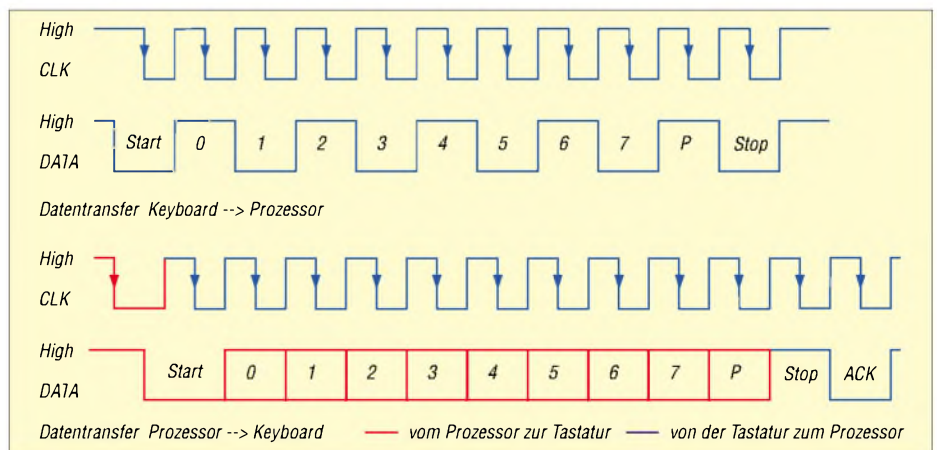 High
CLK
High
Start 0 1 2 3 4 5 6 7 P Stop
DATA
Datentransfer Keyboard --> Prozessor
High
CLK
High
Start 0 1 2 3 4 5 6 7 P Stop ACK
DATA
Datentransfer Prozessor --> Keyboard vom Prozessor zur Tastatur von der Tastatur zum Prozessor